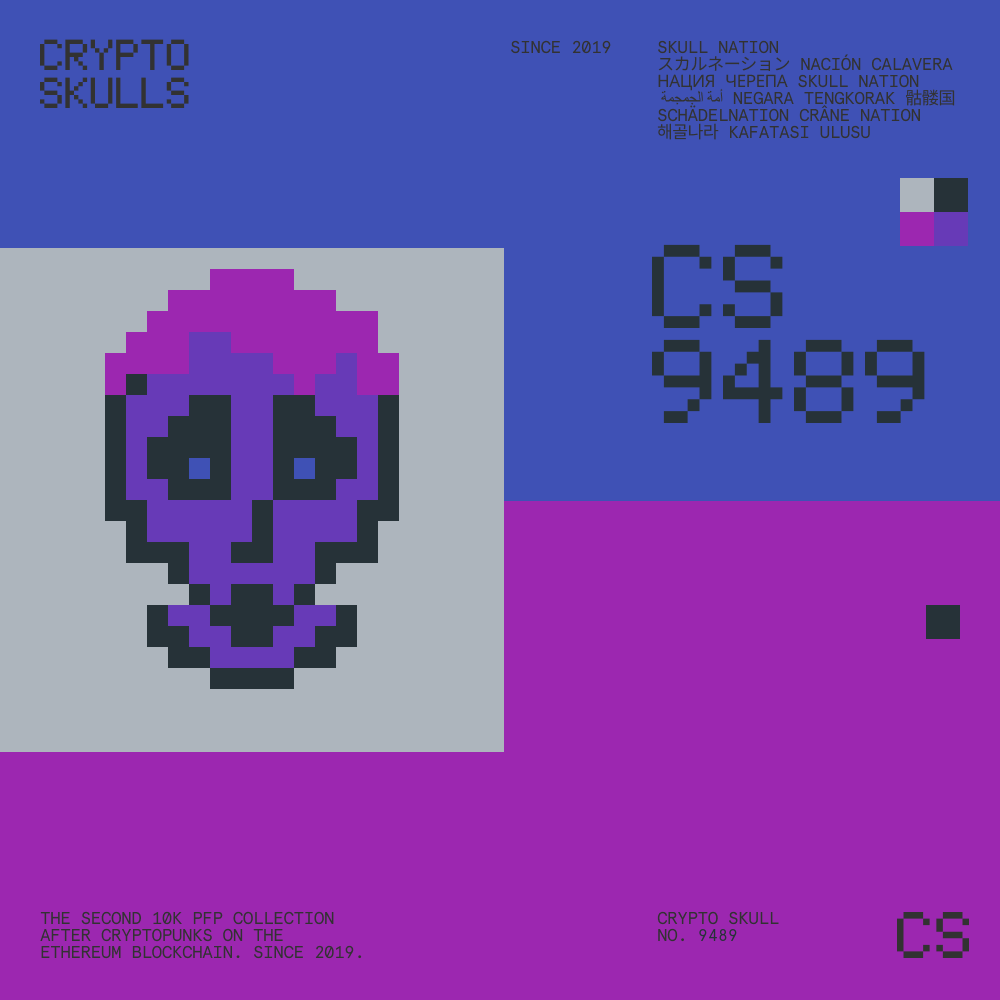 CRYPTO
SKULLS
SINCE 2019
SKULL NATION
スカルネーション NACIÓN CALAVERA
НАЦИЯ ЧЕРЕПА SKULL NATION
أمة الجمجمة NEGARA TENGKORAK 骷髅国
SCHÄDELNATION CRÂNE NATION
해골나라 KAFATASI ULUSU
CS
9489
THE SECOND 10K PFP COLLECTION
AFTER CRYPTOPUNKS ON THE
ETHEREUM BLOCKCHAIN. SINCE 2019.
CRYPTO SKULL
NO. 9489
CS